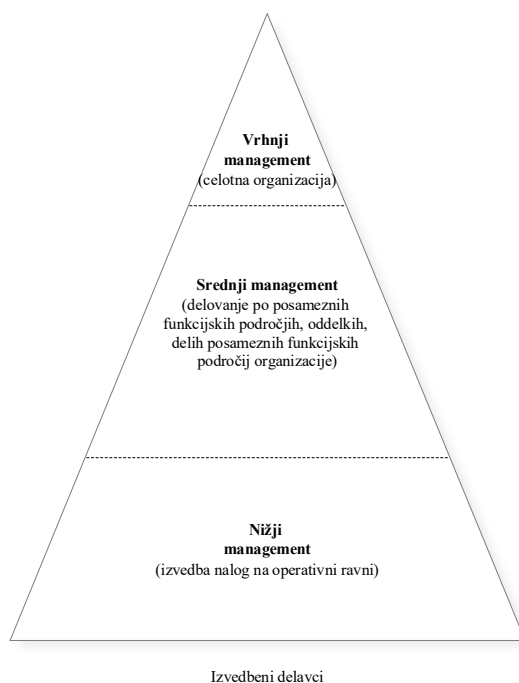 Vrhnji
management
(celotna organizacija)
Srednji management
(delovanje po posameznih
funkcijskih področjih, oddelkih,
delih posameznih funkcijskih
področij organizacije)
Nižji
management
(izvedba nalog na operativni ravni)
Izvedbeni delavci